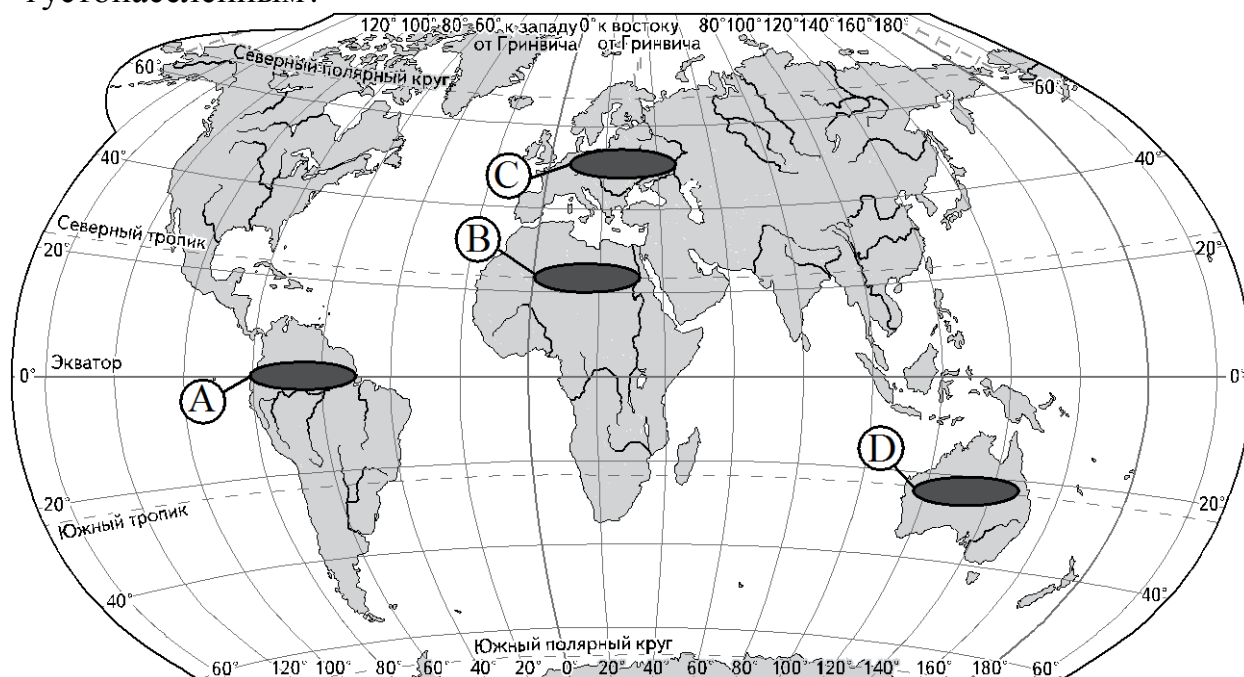 густонаселённым?
120° 100° 80° 60° к западу 0° к востоку 80° 100° 120° 140° 160° 180°
от Гринвича от Гринвича
60° Северный полярный круг 60°
40° 40°
C
Северный тропик
B
20° 20°
Экватор
0° 0°
A
D
20° 20°
Южный тропик
40° 40°
Южный полярный круг
60° 120° 100° 80° 60° 40° 20° 0° 20° 40° 60° 80° 100° 120° 140° 160° 180° 60°